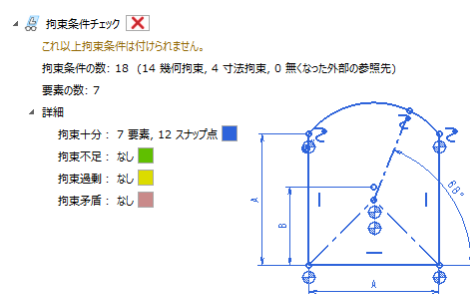 拘束条件チェック
これ以上拘束条件は付けられません。
拘束条件の数: 18 (14 幾何拘束, 4 寸法拘束, 0 無くなった外部の参照先)
要素の数: 7
詳細
拘束十分 : 7 要素, 12 スナップ点
拘束不足 : なし
拘束過剰 : なし
拘束矛盾 : なし
A
B
68°
A